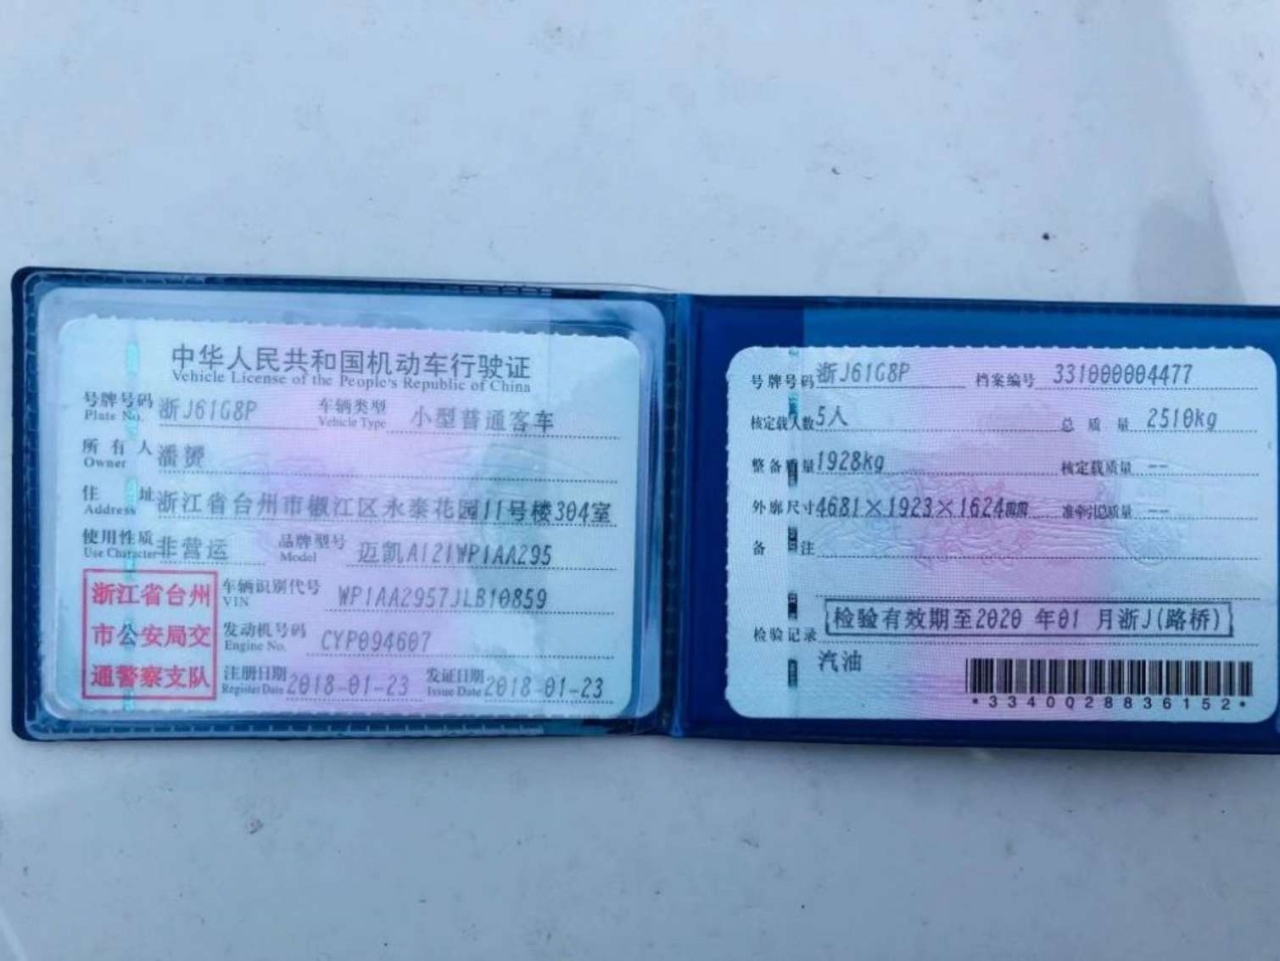 中华人民共和国机动车行驶证
Vehicle License of the People's Republic of China
号牌号码 浙J61G8P 车辆类型 小型普通客车
Plate No. Vehicle Type
所有人 潘赟
Owner
住址 浙江省台州市椒江区永泰花园11号楼304室
Address
使用性质 非营运 品牌型号 迈凯A121WP1AA295
Use Character Model
浙江省台州
市公安局交
通警察支队
车辆识别代号 WP1AA2957JLB10859
VIN
发动机号码 CYP094607
Engine No.
注册日期 2018-01-23 发证日期 2018-01-23
Register Date Issue Date
号牌号码 浙J61G8P 档案编号 331000004477
核定载人数 5人 总质量 2510kg
整备质量 1928kg 核定载质量 --
外廓尺寸 4681×1923×1624mm 准牵引总质量 --
备注
检验记录 检验有效期至2020年01月浙J(路桥)
汽油
*3340028836152*